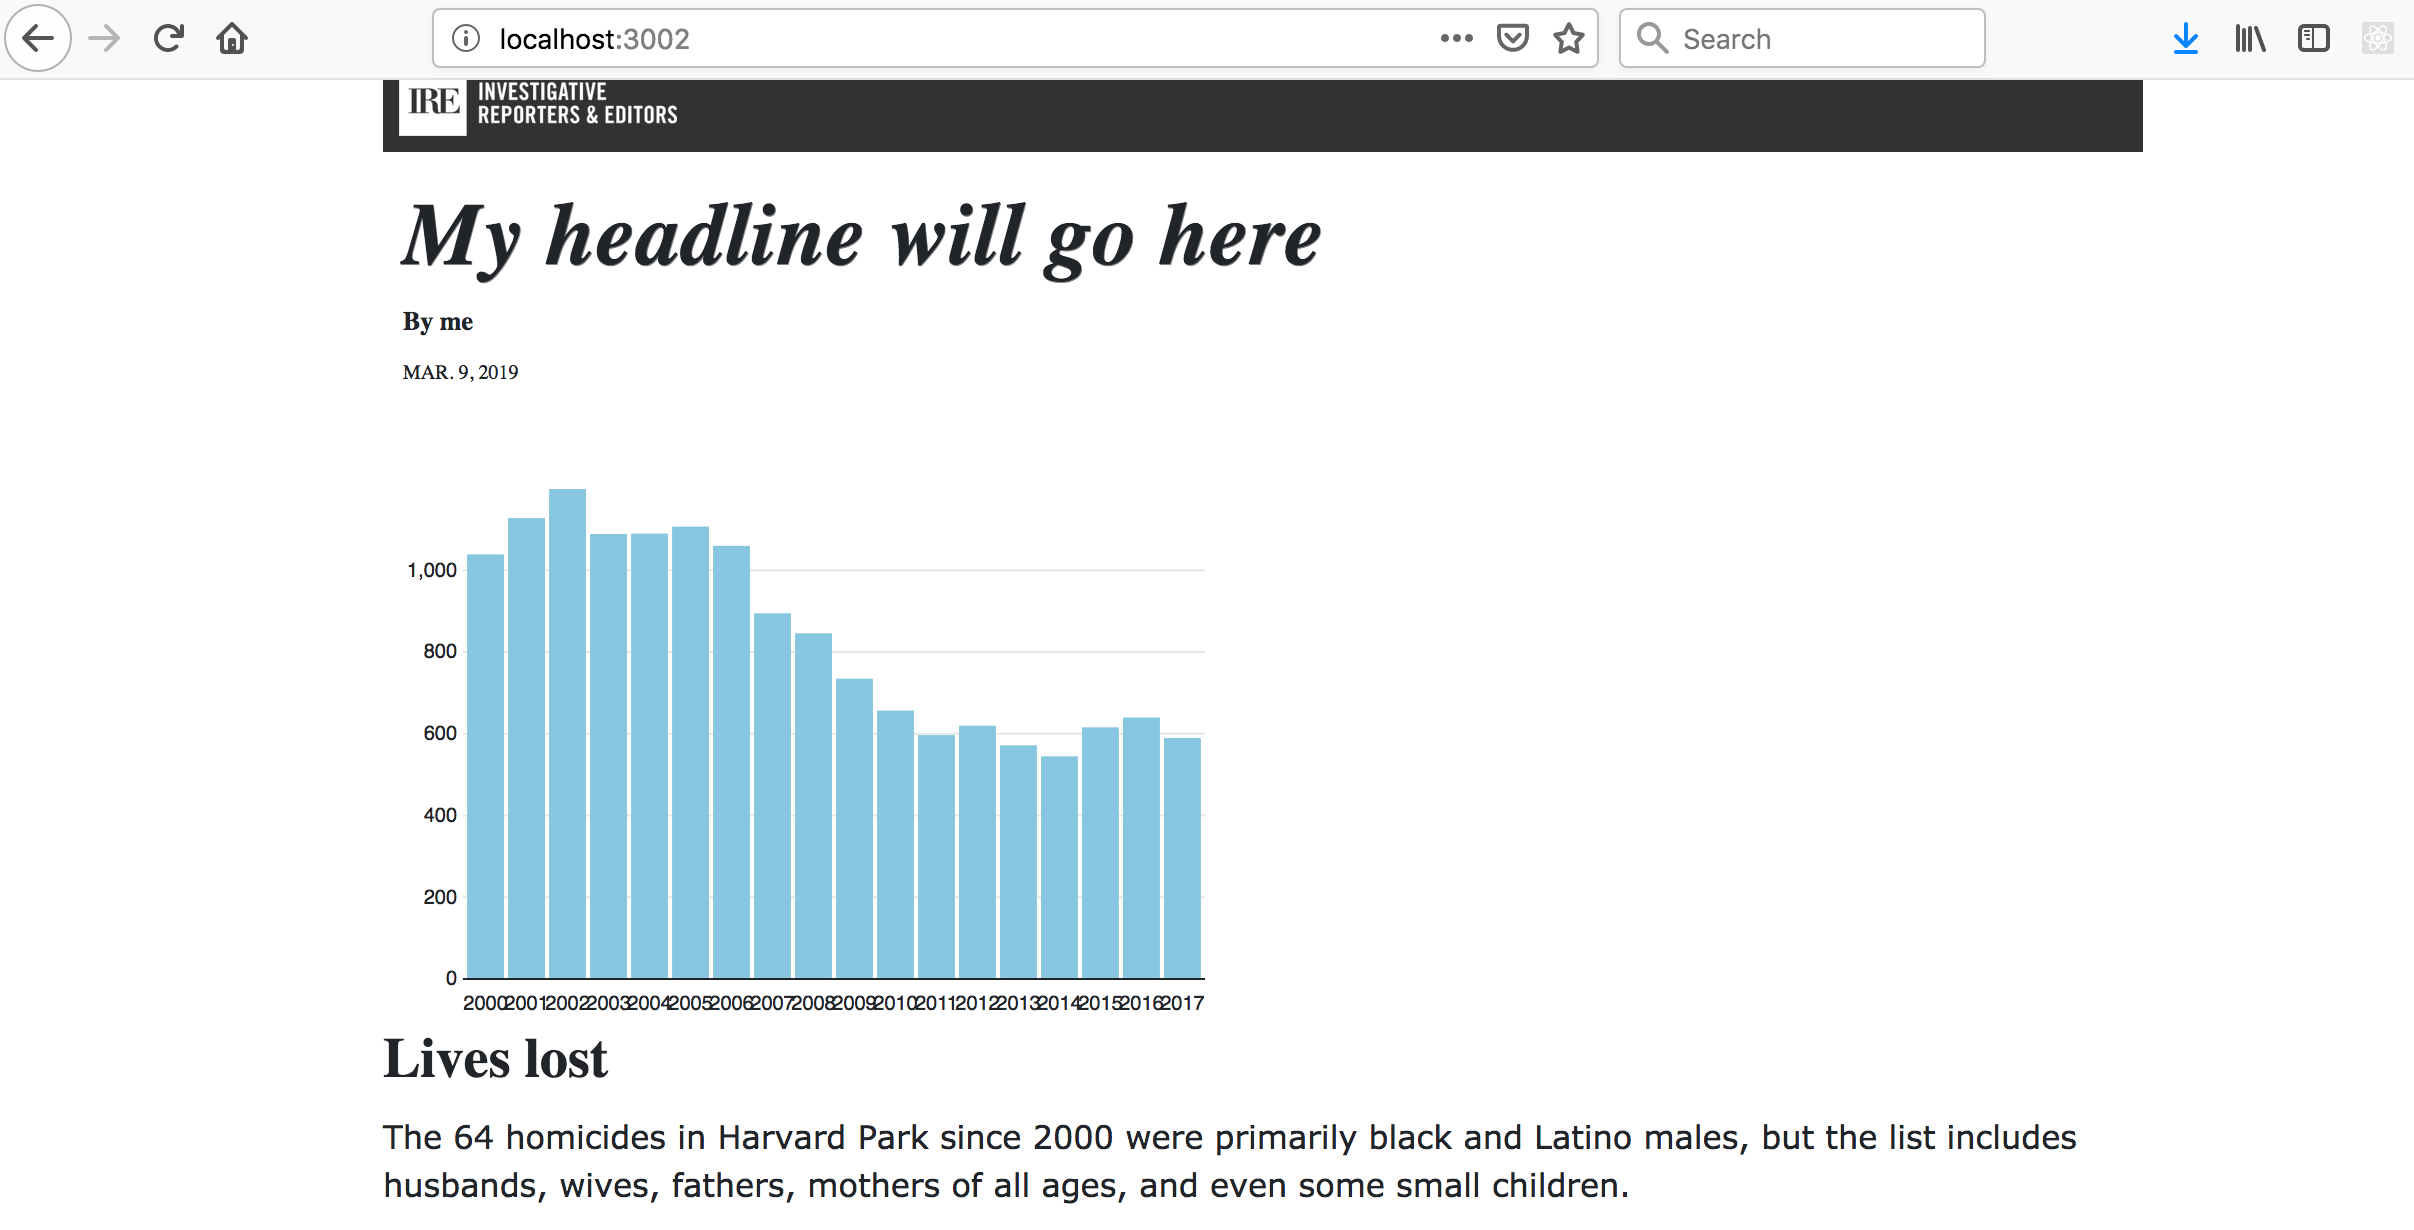 localhost:3002
Search
IRE
INVESTIGATIVE
REPORTERS & EDITORS
My headline will go here
By me
MAR. 9, 2019
1,000
800
600
400
200
0
2000 2001 2002 2003 2004 2005 2006 2007 2008 2009 2010 2011 2012 2013 2014 2015 2016 2017
Lives lost
The 64 homicides in Harvard Park since 2000 were primarily black and Latino males, but the list includes
husbands, wives, fathers, mothers of all ages, and even some small children.